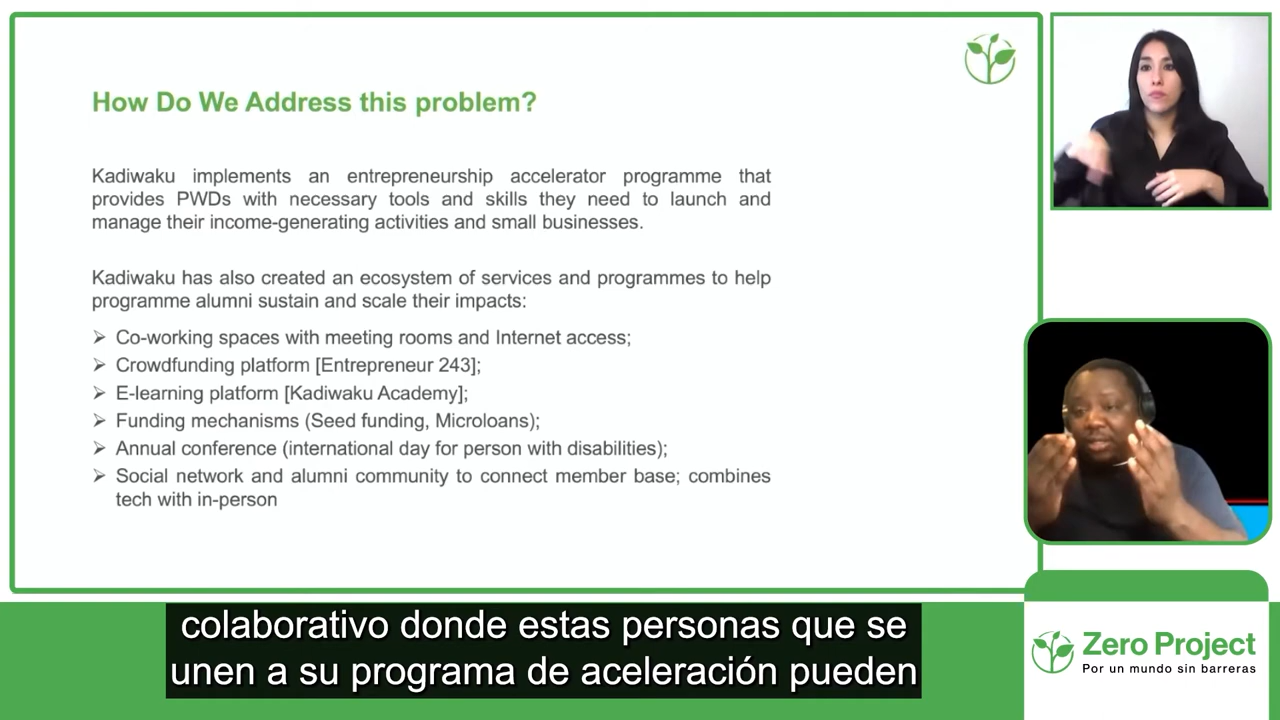 How Do We Address this problem?
Kadiwaku implements an entrepreneurship accelerator programme that
provides PWDs with necessary tools and skills they need to launch and
manage their income-generating activities and small businesses.
Kadiwaku has also created an ecosystem of services and programmes to help
programme alumni sustain and scale their impacts:
➢ Co-working spaces with meeting rooms and Internet access;
➢ Crowdfunding platform [Entrepreneur 243];
➢ E-learning platform [Kadiwaku Academy];
➢ Funding mechanisms (Seed funding, Microloans);
➢ Annual conference (international day for person with disabilities);
➢ Social network and alumni community to connect member base; combines
tech with in-person
colaborativo donde estas personas que se
unen a su programa de aceleración pueden
Zero Project
Por un mundo sin barreras